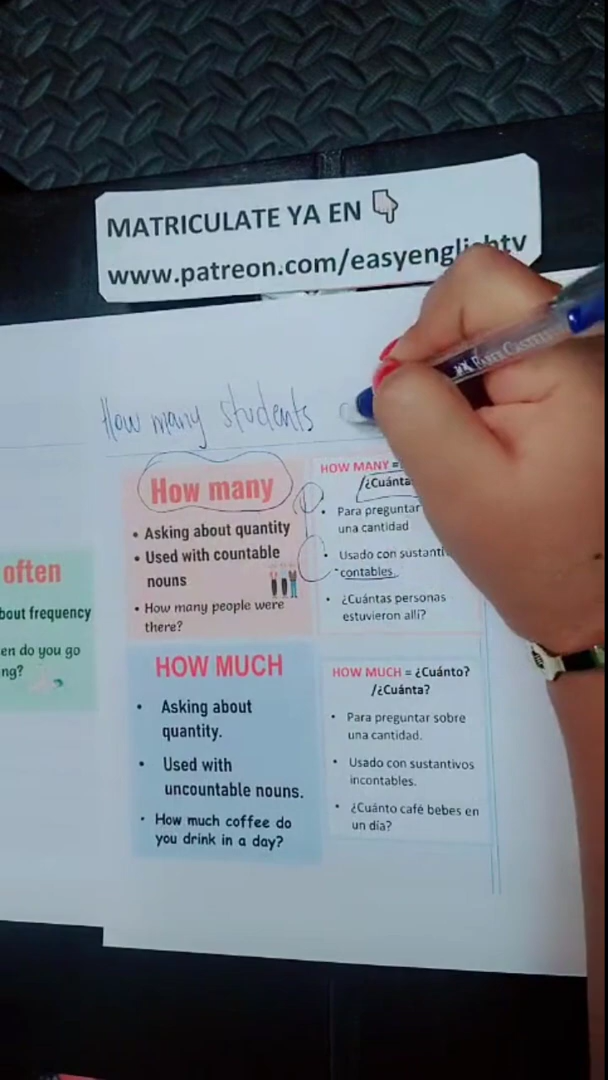 MATRICULATE YA EN
www.patreon.com/easyenglishtv
FABER CASTELL
How many students
How many
• Asking about quantity
• Used with countable
nouns
• How many people were
there?
HOW MANY =
/¿Cuánta
• Para preguntar
una cantidad
• Usado con
contables.
• ¿Cuántas personas
estuvieron allí?
often
bout frequency
en do you go
ng?
HOW MUCH
• Asking about
quantity.
• Used with
uncountable nouns.
• How much coffee do
you drink in a day?
HOW MUCH = ¿Cuánto?
/¿Cuánta?
• Para preguntar sobre
una cantidad.
• Usado con sustantivos
incontables.
• ¿Cuánto café bebes en
un día?